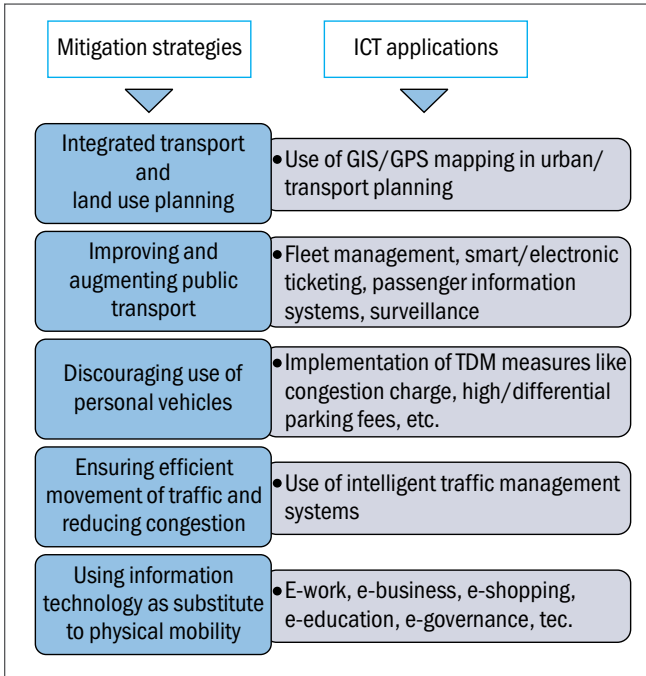 Mitigation strategies
ICT applications
Integrated transport
and
land use planning
•Use of GIS/GPS mapping in urban/
transport planning
Improving and
augmenting public
transport
•Fleet management, smart/electronic
ticketing, passenger information
systems, surveillance
Discouraging use of
personal vehicles
•Implementation of TDM measures like
congestion charge, high/differential
parking fees, etc.
Ensuring efficient
movement of traffic and
reducing congestion
•Use of intelligent traffic management
systems
Using information
technology as substitute
to physical mobility
•E-work, e-business, e-shopping,
e-education, e-governance, tec.